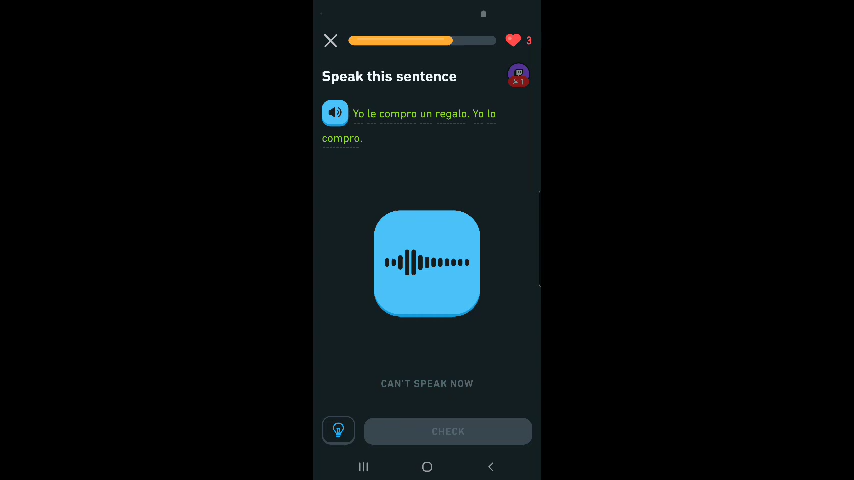 3
Speak this sentence
Yo le compro un regalo. Yo lo
compro.
CAN'T SPEAK NOW
CHECK